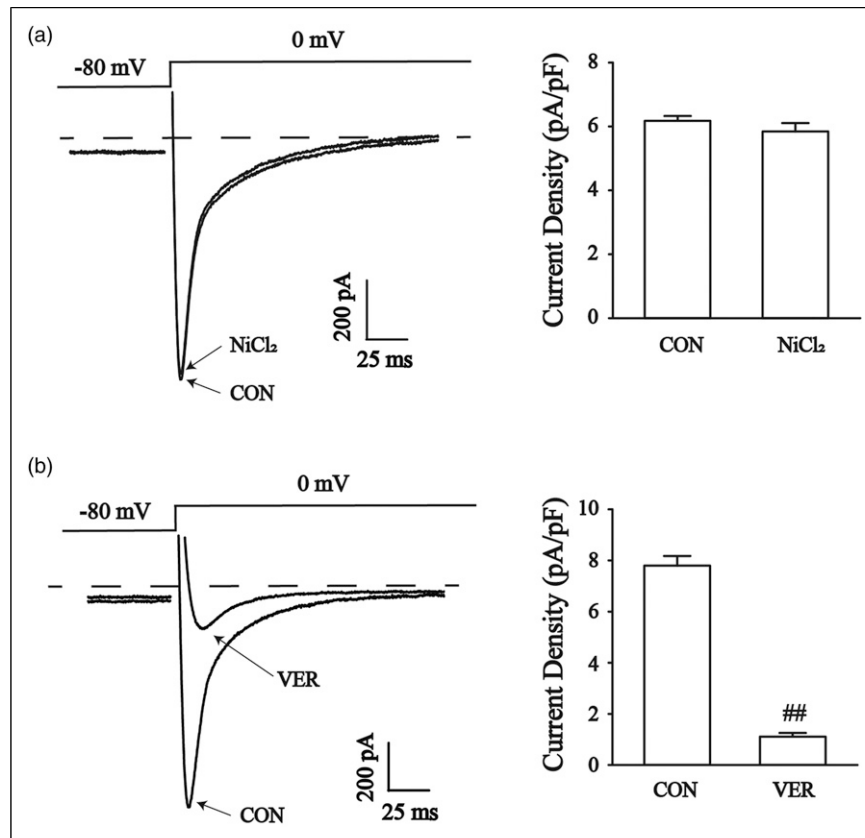 (a)
0 mV
-80 mV
200 pA
25 ms
NiCl₂
CON
Current Density (pA/pF)
8
6
4
2
0
CON
NiCl₂
(b)
0 mV
-80 mV
VER
CON
200 pA
25 ms
Current Density (pA/pF)
10
8
6
4
2
0
##
CON
VER